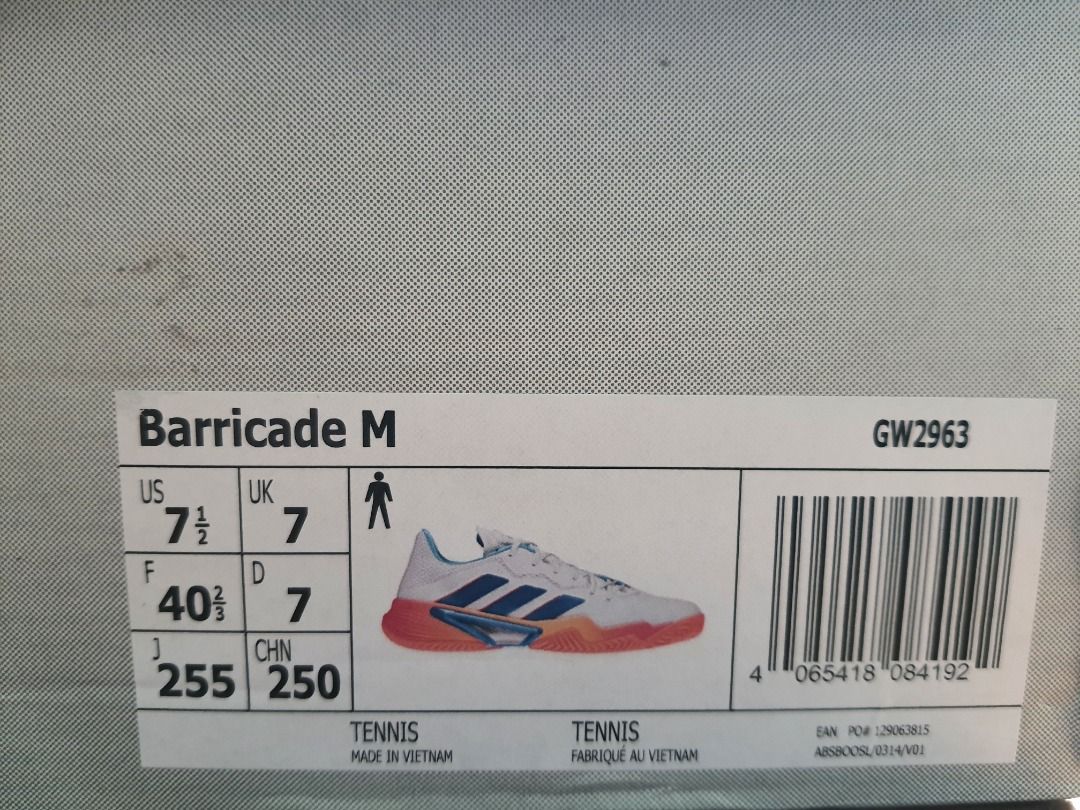 Barricade M GW2963
US 7½ UK 7
F 40⅔ D 7
J 255 CHN 250
4 065418 084192
TENNIS TENNIS
MADE IN VIETNAM FABRIQUÉ AU VIETNAM
EAN PO# 129063815
ABSBOOSL/0314/V01